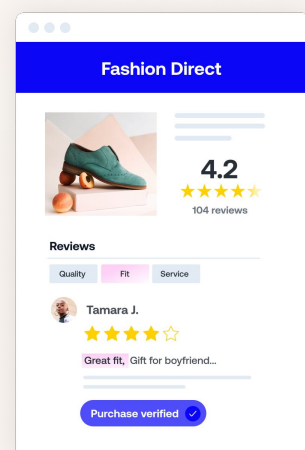 Fashion Direct
4.2
104 reviews
Reviews
Quality
Fit
Service
Tamara J.
Great fit, Gift for boyfriend...
Purchase verified